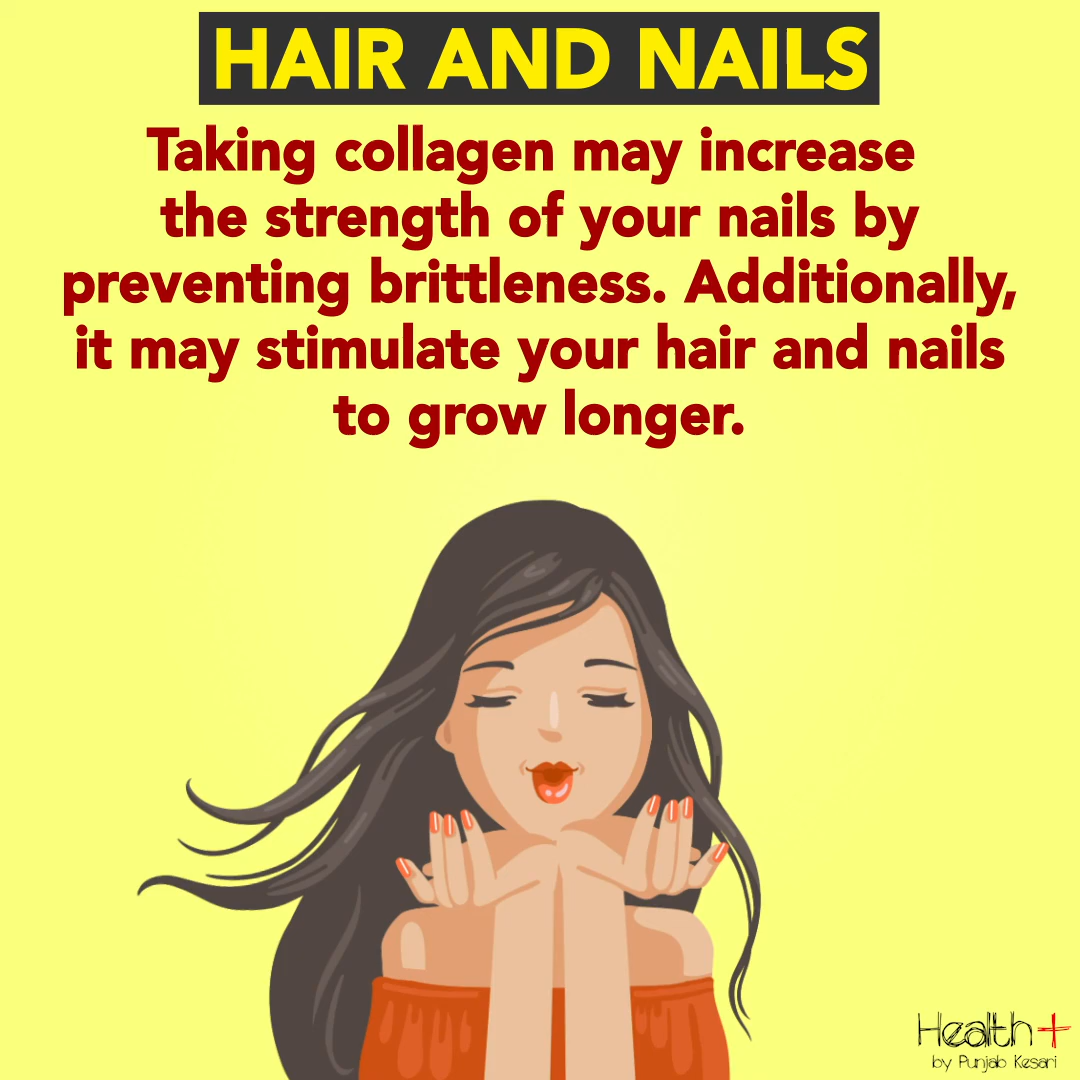 HAIR AND NAILS
Taking collagen may increase
the strength of your nails by
preventing brittleness. Additionally,
it may stimulate your hair and nails
to grow longer.
Health+
by Punjab Kesari